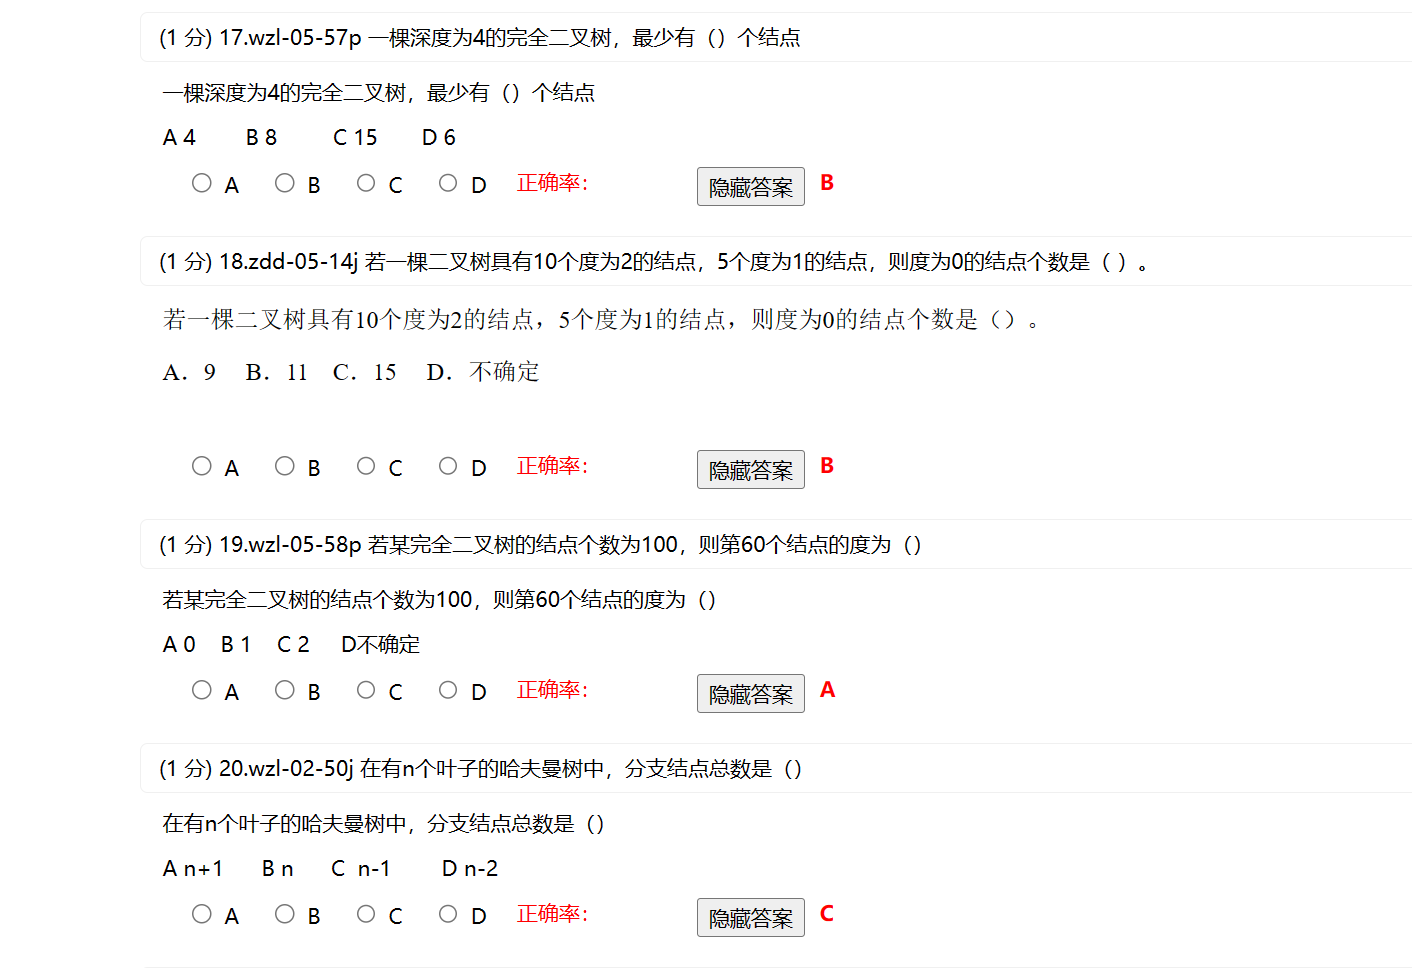 (1 分) 17.wzl-05-57p 一棵深度为4的完全二叉树，最少有（）个结点
一棵深度为4的完全二叉树，最少有（）个结点
A 4 B 8 C 15 D 6
A B C D 正确率： 隐藏答案 B
(1 分) 18.zdd-05-14j 若一棵二叉树具有10个度为2的结点，5个度为1的结点，则度为0的结点个数是（ ）。
若一棵二叉树具有10个度为2的结点，5个度为1的结点，则度为0的结点个数是（）。
A．9 B．11 C．15 D．不确定
A B C D 正确率： 隐藏答案 B
(1 分) 19.wzl-05-58p 若某完全二叉树的结点个数为100，则第60个结点的度为（）
若某完全二叉树的结点个数为100，则第60个结点的度为（）
A 0 B 1 C 2 D不确定
A B C D 正确率： 隐藏答案 A
(1 分) 20.wzl-02-50j 在有n个叶子的哈夫曼树中，分支结点总数是（）
在有n个叶子的哈夫曼树中，分支结点总数是（）
A n+1 B n C n-1 D n-2
A B C D 正确率： 隐藏答案 C